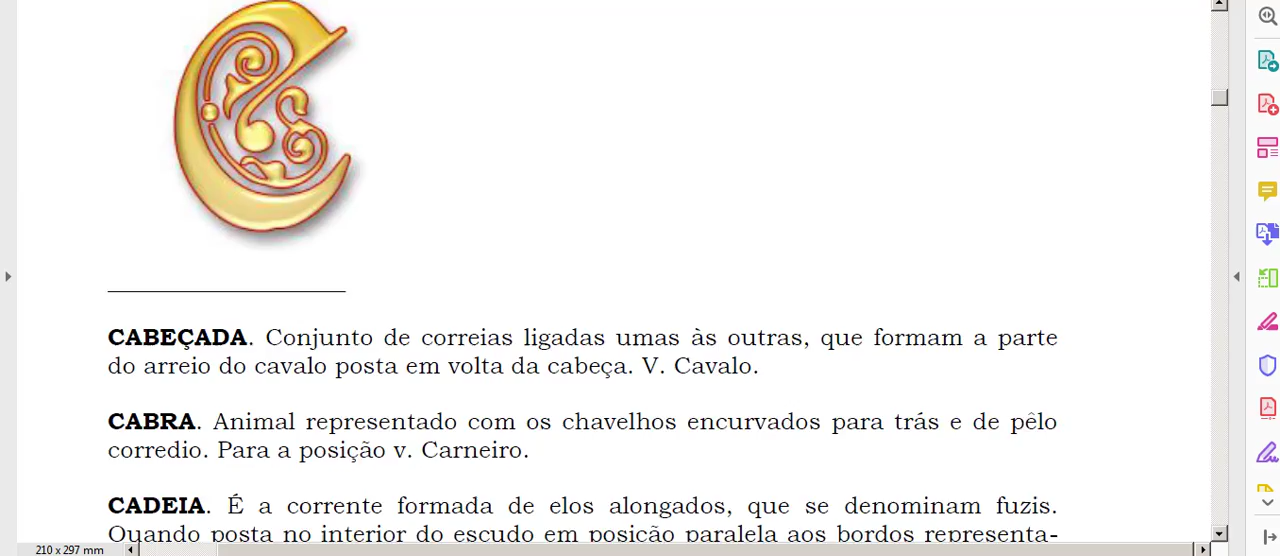 C
CABEÇADA. Conjunto de correias ligadas umas às outras, que formam a parte
do arreio do cavalo posta em volta da cabeça. V. Cavalo.
CABRA. Animal representado com os chavelhos encurvados para trás e de pêlo
corredio. Para a posição v. Carneiro.
CADEIA. É a corrente formada de elos alongados, que se denominam fuzis.
Quando posta no interior do escudo em posição paralela aos bordos representa-
210 x 297 mm